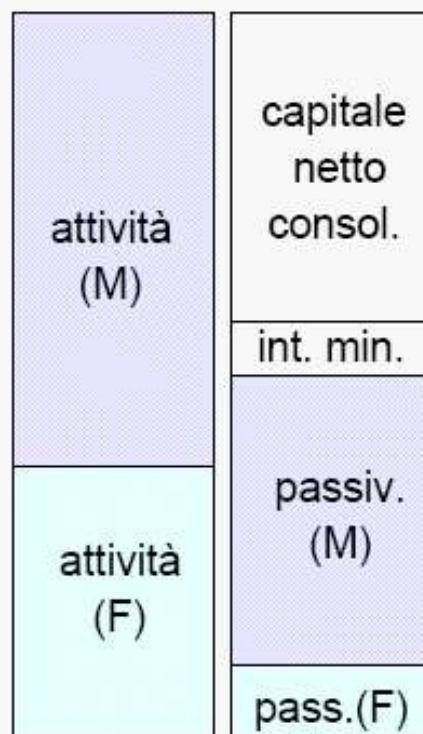 attività
(M)
attività
(F)
capitale
netto
consol.
int. min.
passiv.
(M)
pass.(F)